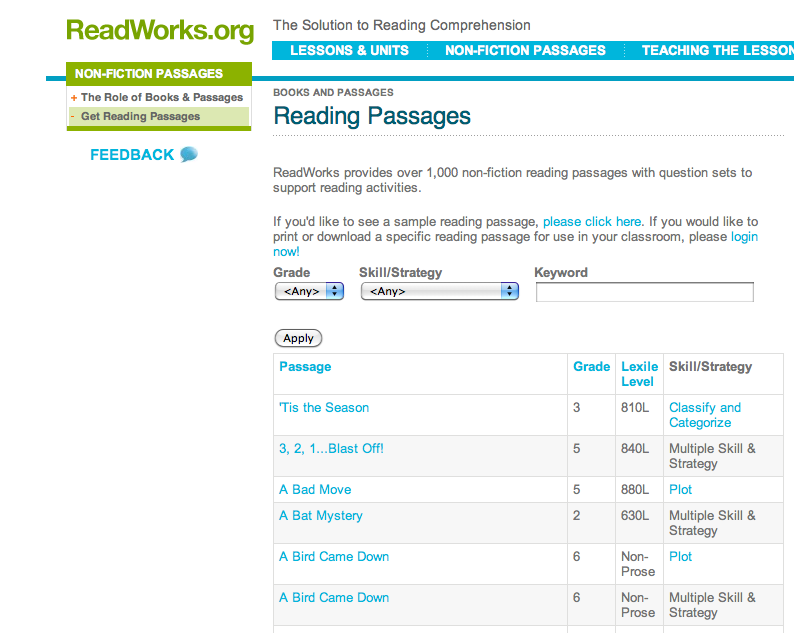 ReadWorks.org
The Solution to Reading Comprehension
LESSONS & UNITS
NON-FICTION PASSAGES
TEACHING THE LESSON
NON-FICTION PASSAGES
+ The Role of Books & Passages
- Get Reading Passages
FEEDBACK
BOOKS AND PASSAGES
Reading Passages
ReadWorks provides over 1,000 non-fiction reading passages with question sets to
support reading activities.
If you'd like to see a sample reading passage, please click here. If you would like to
print or download a specific reading passage for use in your classroom, please login
now!
Grade
Skill/Strategy
Keyword
<Any>
<Any>
Apply
Passage
Grade
Lexile
Level
Skill/Strategy
'Tis the Season
3
810L
Classify and
Categorize
3, 2, 1...Blast Off!
5
840L
Multiple Skill &
Strategy
A Bad Move
5
880L
Plot
A Bat Mystery
2
630L
Multiple Skill &
Strategy
A Bird Came Down
6
Non-
Prose
Plot
A Bird Came Down
6
Non-
Prose
Multiple Skill &
Strategy